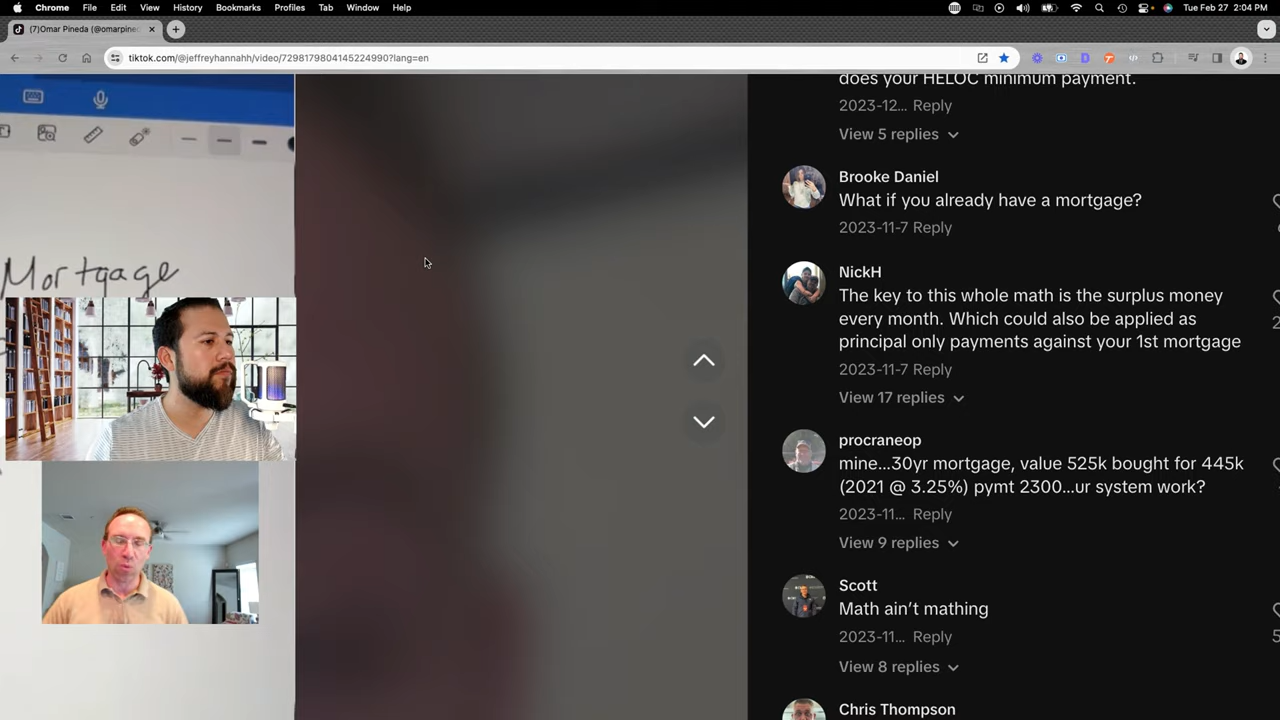 Chrome File Edit View History Bookmarks Profiles Tab Window Help Tue Feb 27 2:04 PM
(7)Omar Pineda (@omarpined
tiktok.com/@jeffreyhannahh/video/7298179804145224990?lang=en
Mortgage
does your HELOC minimum payment.
2023-12... Reply
View 5 replies
Brooke Daniel
What if you already have a mortgage?
2023-11-7 Reply
NickH
The key to this whole math is the surplus money
every month. Which could also be applied as
principal only payments against your 1st mortgage
2023-11-7 Reply
View 17 replies
procraneop
mine...30yr mortgage, value 525k bought for 445k
(2021 @ 3.25%) pymt 2300...ur system work?
2023-11... Reply
View 9 replies
Scott
Math ain't mathing
2023-11... Reply
View 8 replies
Chris Thompson